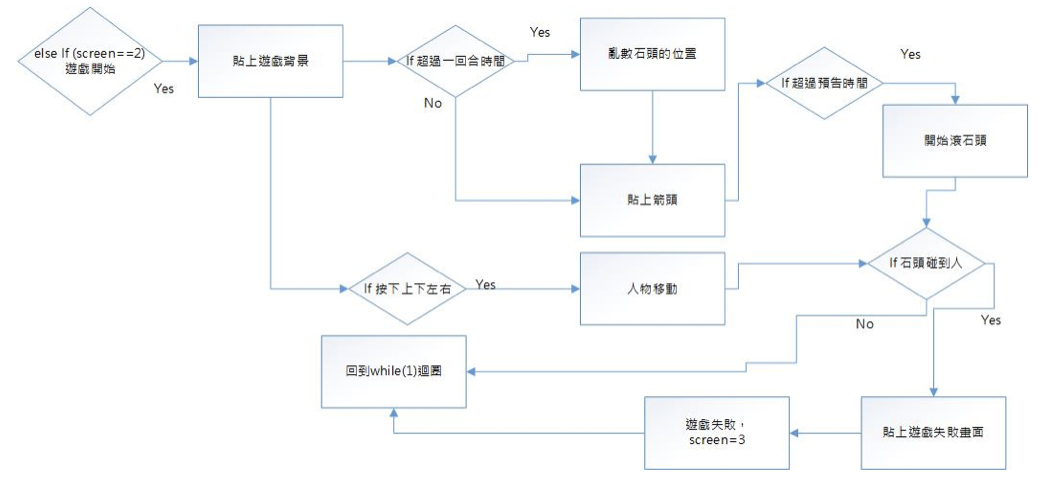 else If (screen==2)
遊戲開始
Yes
貼上遊戲背景
If 超過一回合時間
Yes
No
亂數石頭的位置
貼上箭頭
If 超過預告時間
Yes
開始滾石頭
If 石頭碰到人
If 按下上下左右
Yes
人物移動
No
Yes
回到while(1)迴圈
遊戲失敗，
screen=3
貼上遊戲失敗畫面